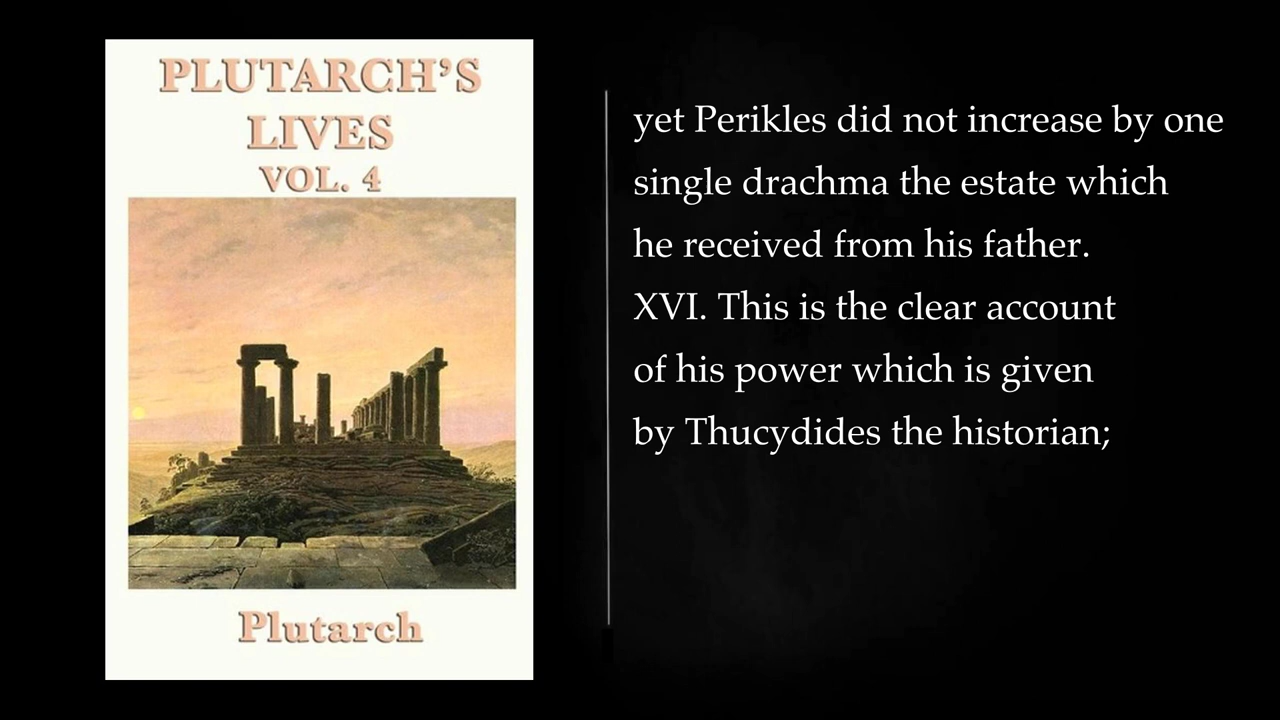 PLUTARCH'S
LIVES
VOL. 4
Plutarch
yet Perikles did not increase by one
single drachma the estate which
he received from his father.
XVI. This is the clear account
of his power which is given
by Thucydides the historian;